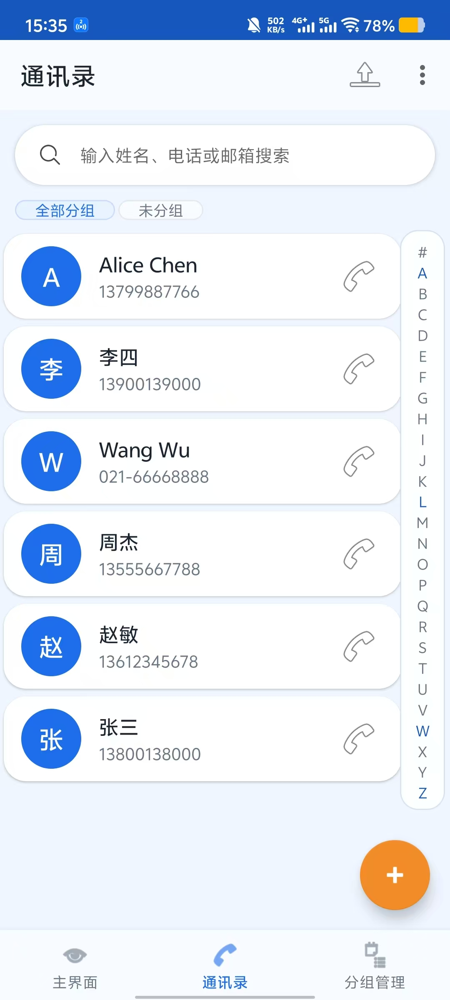 15:35
2
502 KB/s 4G+ 5G 78%
通讯录
输入姓名、电话或邮箱搜索
全部分组 未分组
A
Alice Chen
13799887766
李
李四
13900139000
W
Wang Wu
021-66668888
周
周杰
13555667788
赵
赵敏
13612345678
张
张三
13800138000
#
A
B
C
D
E
F
G
H
I
J
K
L
M
N
O
P
Q
R
S
T
U
V
W
X
Y
Z
+
主界面 通讯录 分组管理